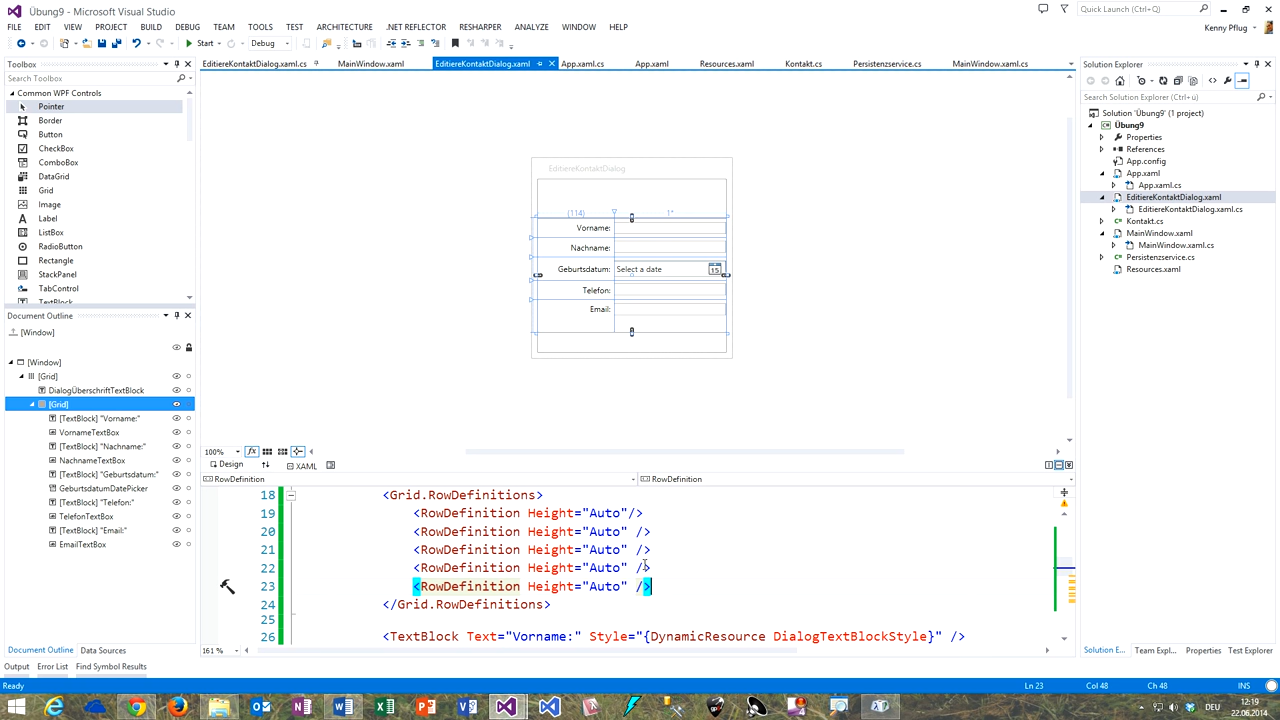 Übung9 - Microsoft Visual Studio
Quick Launch (Ctrl+Q)
FILE EDIT VIEW PROJECT BUILD DEBUG TEAM TOOLS TEST ARCHITECTURE .NET REFLECTOR RESHARPER ANALYZE WINDOW HELP
Kenny Pflug
Start Debug
Toolbox
EditiereKontaktDialog.xaml.cs MainWindow.xaml EditiereKontaktDialog.xaml App.xaml.cs App.xaml Resources.xaml Kontakt.cs Persistenzservice.cs MainWindow.xaml.cs
Solution Explorer
Search Toolbox
Common WPF Controls
Pointer
Border
Button
CheckBox
ComboBox
DataGrid
Grid
Image
Label
ListBox
RadioButton
Rectangle
StackPanel
TabControl
TextBlock
Document Outline
[Window]
[Window]
[Grid]
DialogÜberschriftTextBlock
[Grid]
[TextBlock] "Vorname:"
VornameTextBox
[TextBlock] "Nachname:"
NachnameTextBox
[TextBlock] "Geburtsdatum:"
GeburtsdatumDatePicker
[TextBlock] "Telefon:"
TelefonTextBox
[TextBlock] "Email:"
EmailTextBox
Document Outline Data Sources
Output Error List Find Symbol Results
EditiereKontaktDialog
(114) 1*
Vorname:
Nachname:
Geburtsdatum: Select a date 15
Telefon:
Email:
100%
Design XAML
RowDefinition RowDefinition
18 <Grid.RowDefinitions>
19 <RowDefinition Height="Auto"/>
20 <RowDefinition Height="Auto" />
21 <RowDefinition Height="Auto" />
22 <RowDefinition Height="Auto" />
23 <RowDefinition Height="Auto" />
24 </Grid.RowDefinitions>
25
26 <TextBlock Text="Vorname:" Style="{DynamicResource DialogTextBlockStyle}" />
161 %
Search Solution Explorer (Ctrl+ü)
Solution 'Übung9' (1 project)
Übung9
Properties
References
App.config
App.xaml
App.xaml.cs
EditiereKontaktDialog.xaml
EditiereKontaktDialog.xaml.cs
Kontakt.cs
MainWindow.xaml
MainWindow.xaml.cs
Persistenzservice.cs
Resources.xaml
Solution E... Team Expl... Properties Test Explorer
Ready Ln 23 Col 48 Ch 48 INS
DEU 12:19
22.06.2014